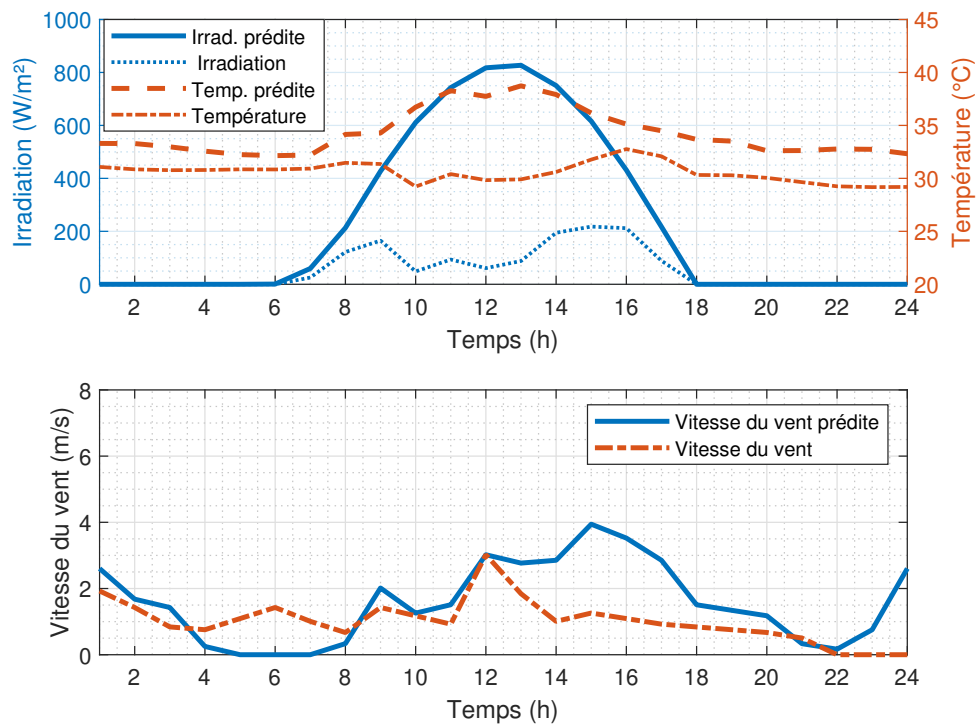 1000
800
600
400
200
0
Irradiation (W/m²)
Irrad. prédite
Irradiation
Temp. prédite
Température
45
40
35
30
25
20
Température (°C)
2 4 6 8 10 12 14 16 18 20 22 24
Temps (h)
8
6
4
2
0
Vitesse du vent (m/s)
Vitesse du vent prédite
Vitesse du vent
2 4 6 8 10 12 14 16 18 20 22 24
Temps (h)